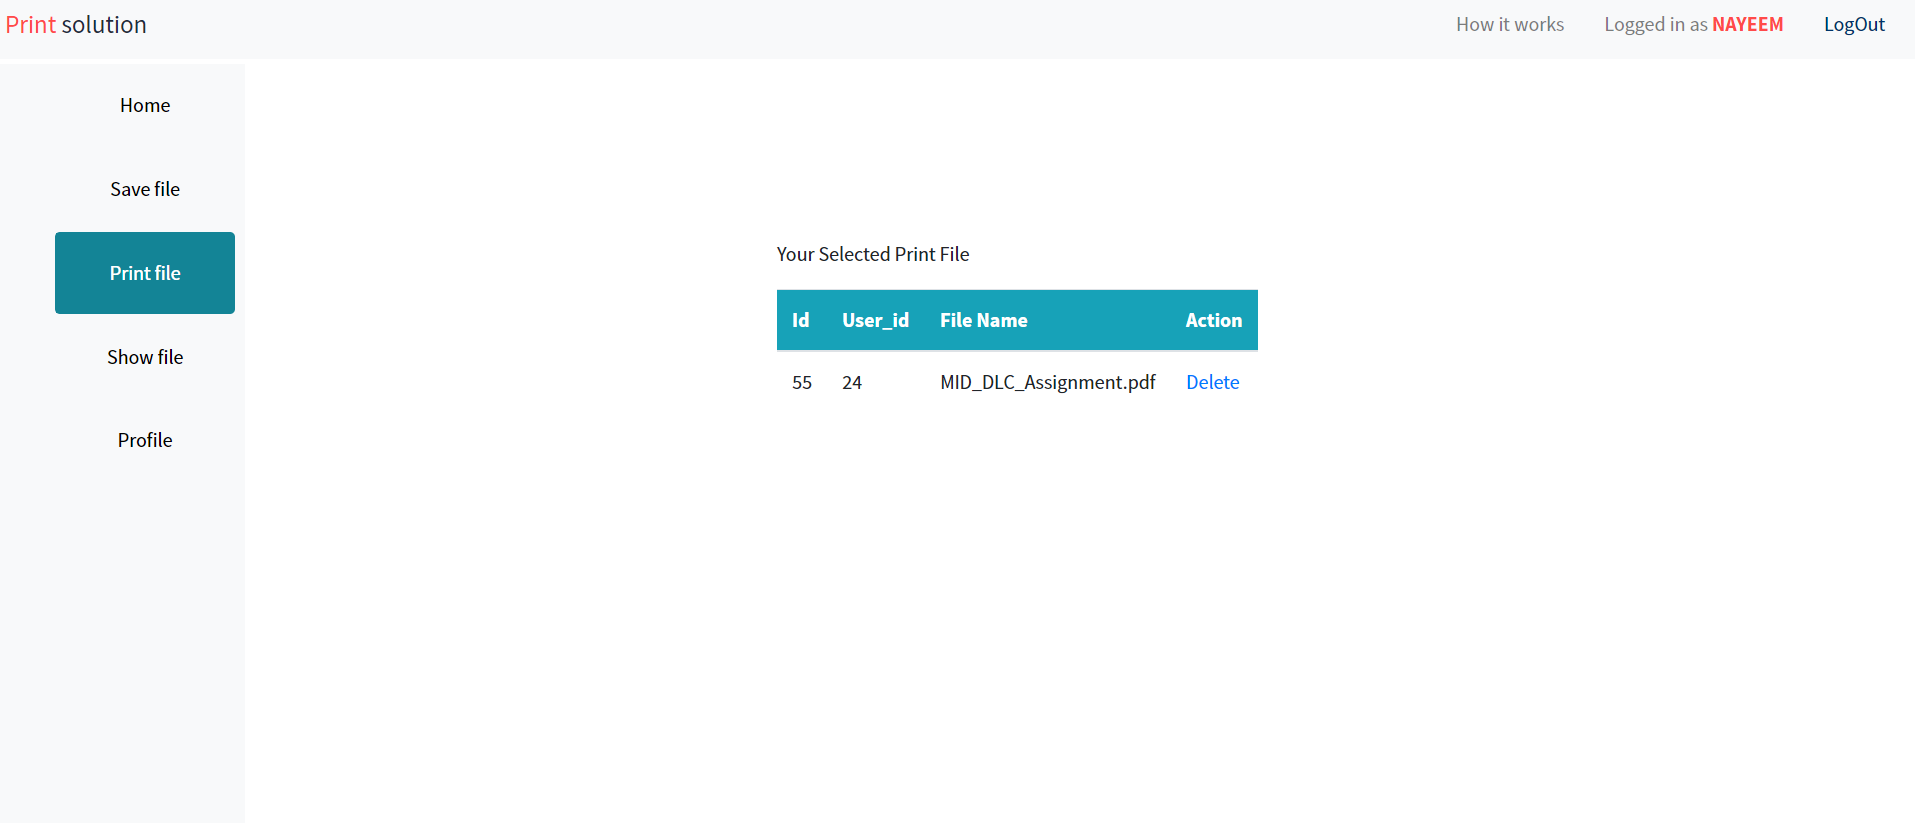 Print solution How it works Logged in as NAYEEM LogOut
Home
Save file
Print file
Show file
Profile
Your Selected Print File
Id User_id File Name Action
55 24 MID_DLC_Assignment.pdf Delete